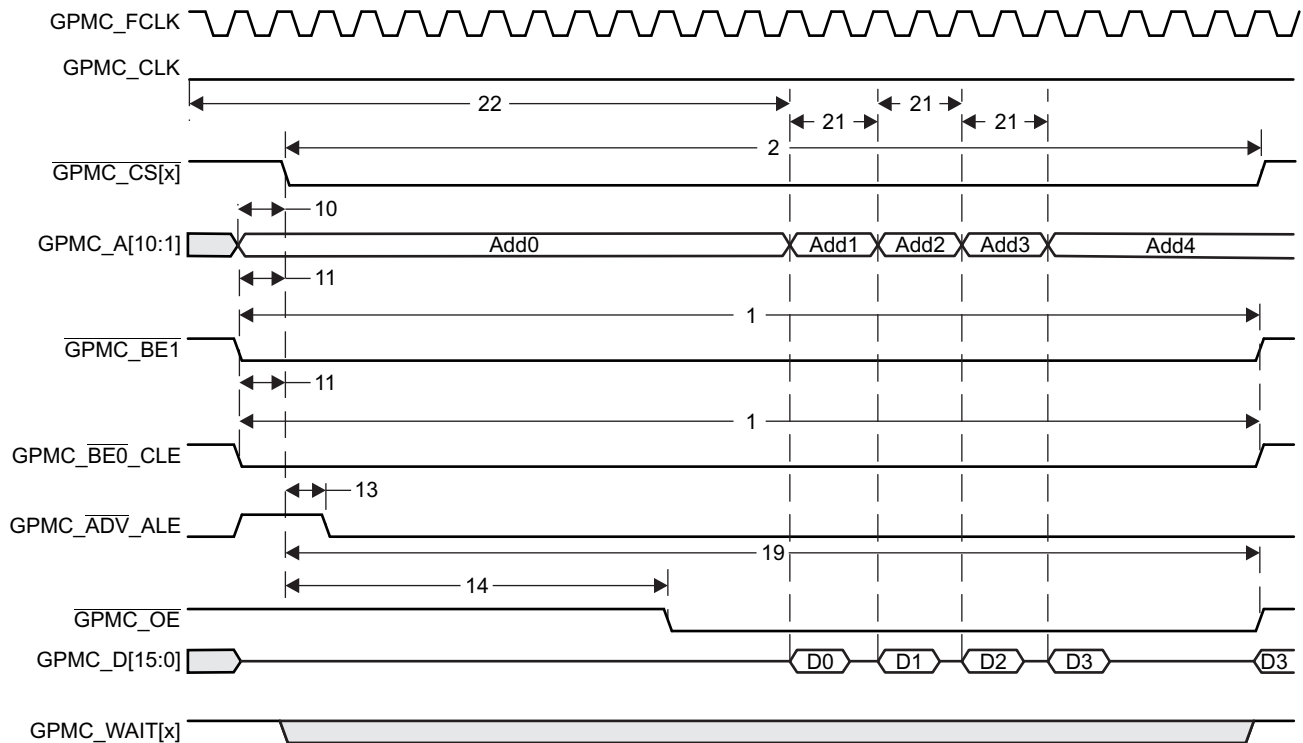 GPMC_FCLK
GPMC_CLK
22
21
21
21
2
GPMC_CS[x]
10
GPMC_A[10:1]
Add0
Add1
Add2
Add3
Add4
11
1
GPMC_BE1
11
1
GPMC_BE0_CLE
13
GPMC_ADV_ALE
19
14
GPMC_OE
GPMC_D[15:0]
D0
D1
D2
D3
D3
GPMC_WAIT[x]